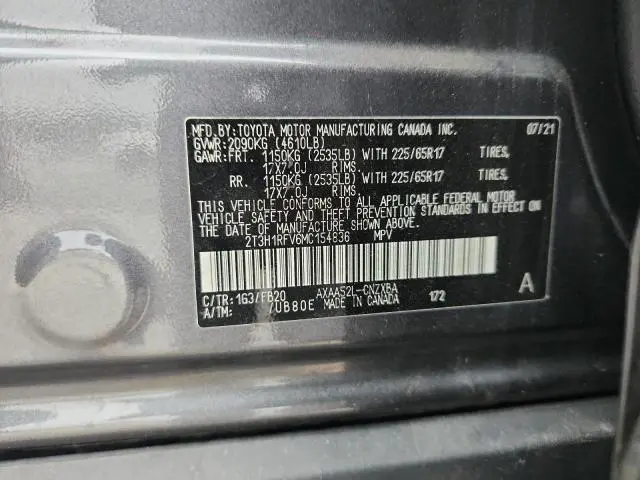 MFD.BY:TOYOTA MOTOR MANUFACTURING CANADA INC. 07/21
GVWR:2090KG (4610LB)
GAWR:FRT. 1150KG (2535LB) WITH 225/65R17 TIRES,
17X7.0J RIMS.
RR. 1150KG (2535LB) WITH 225/65R17 TIRES,
17X7.0J RIMS.
THIS VEHICLE CONFORMS TO ALL APPLICABLE FEDERAL MOTOR
VEHICLE SAFETY AND THEFT PREVENTION STANDARDS IN EFFECT ON
THE DATE OF MANUFACTURE SHOWN ABOVE.
2T3H1RFV6MC154836 MPV
C/TR:1G3/FB20 AXAA52L-CNZXBA 172 A
A/TM: /UB80E MADE IN CANADA